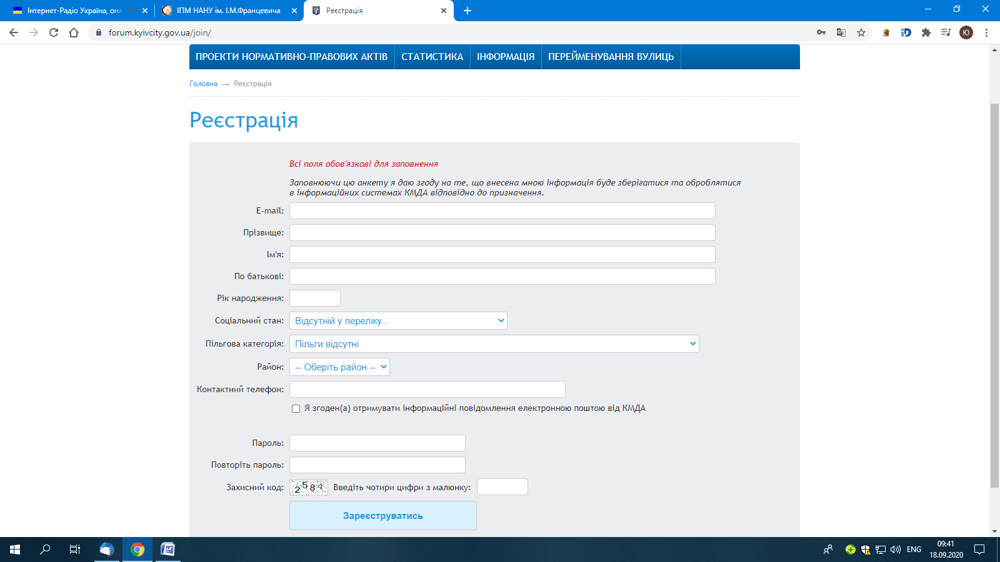 Інтернет-Радіо Україна, онл
ІПМ НАНУ ім. І.М.Францевича
Реєстрація
forum.kyivcity.gov.ua/join/
Ю
ПРОЕКТИ НОРМАТИВНО-ПРАВОВИХ АКТІВ
СТАТИСТИКА
ІНФОРМАЦІЯ
ПЕРЕЙМЕНУВАННЯ ВУЛИЦЬ
Головна → Реєстрація
Реєстрація
Всі поля обов'язкові для заповнення
Заповнюючи цю анкету я даю згоду на те, що внесена мною інформація буде зберігатися та оброблятися
в інформаційних системах КМДА відповідно до призначення.
E-mail:
Прізвище:
Ім'я:
По батькові:
Рік народження:
Соціальний стан: Відсутній у переліку...
Пільгова категорія: Пільги відсутні
Район: -- Оберіть район --
Контактний телефон:
Я згоден(а) отримувати інформаційні повідомлення електронною поштою від КМДА
Пароль:
Повторіть пароль:
Захисний код: 2584 Введіть чотири цифри з малюнку:
Зареєструватись
ENG
09:41
18.09.2020